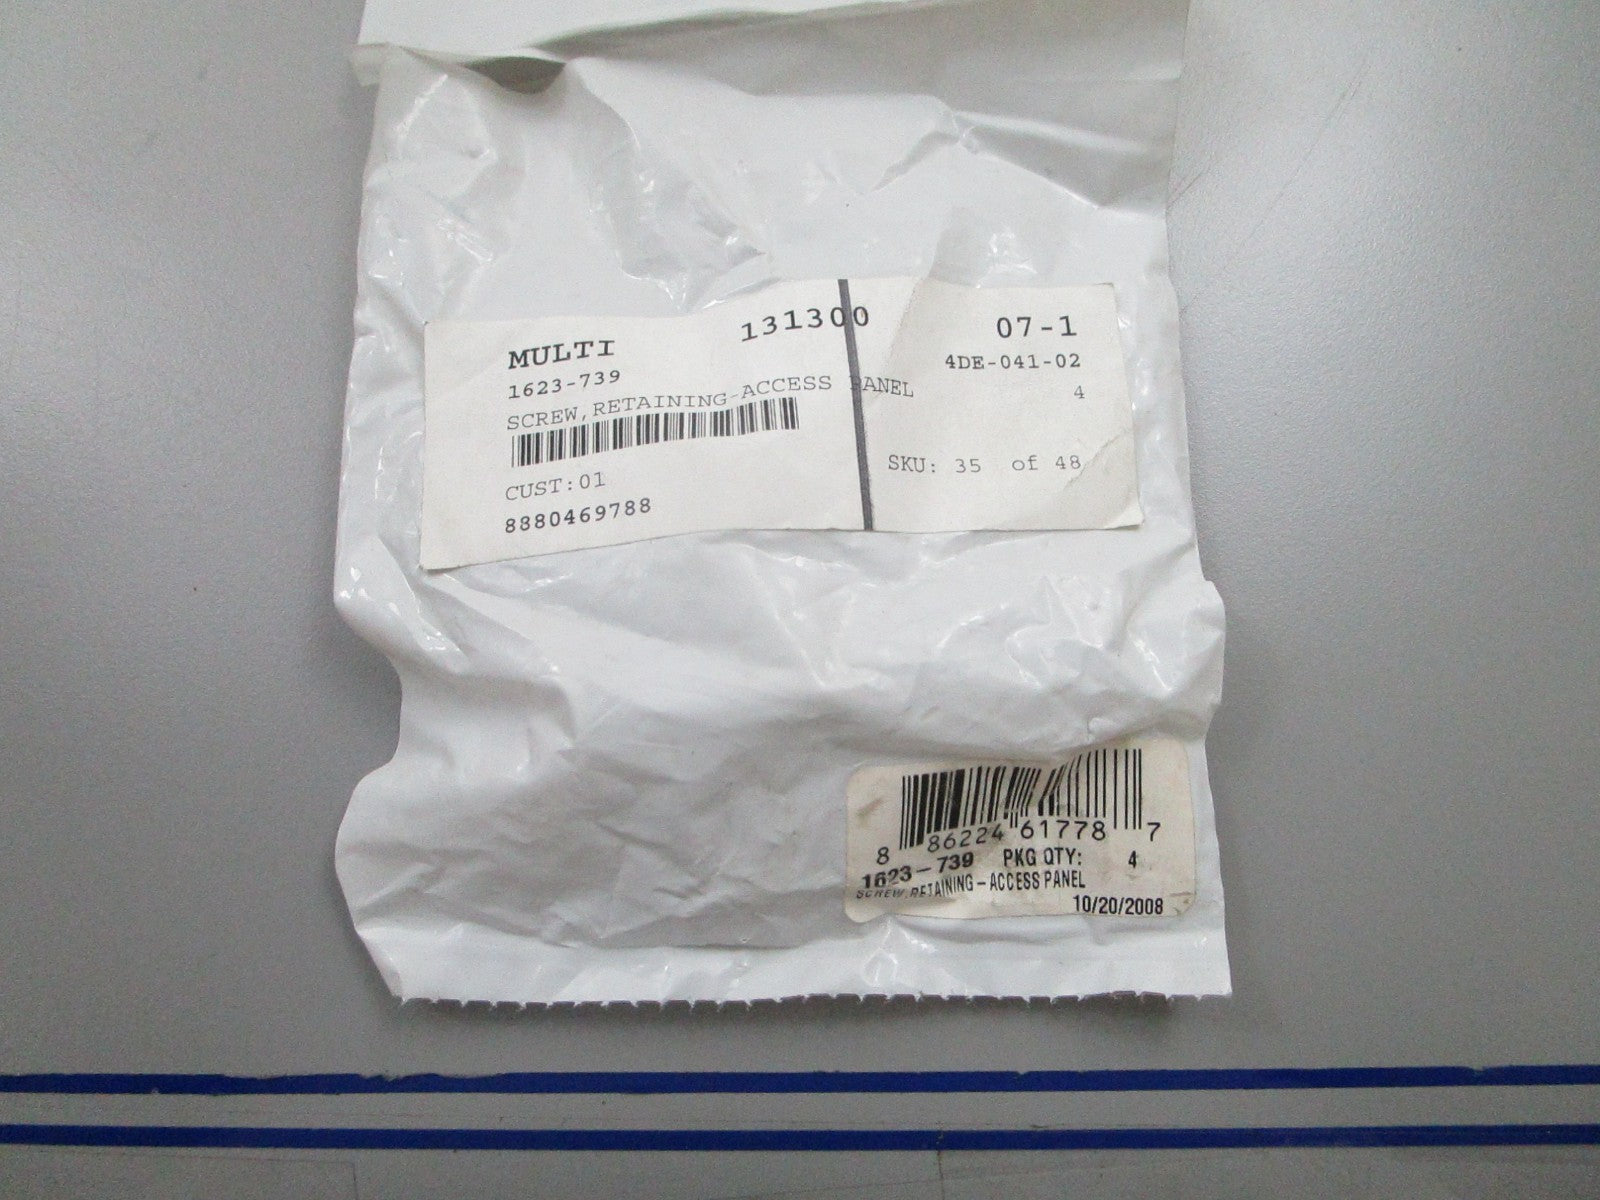 MULTI 131300 07-1
1623-739 4DE-041-02
SCREW,RETAINING-ACCESS PANEL 4
CUST:01 SKU: 35 of 48
8880469788
8 86224 61778 7
1623-739 PKG QTY: 4
SCREW,RETAINING-ACCESS PANEL
10/20/2008